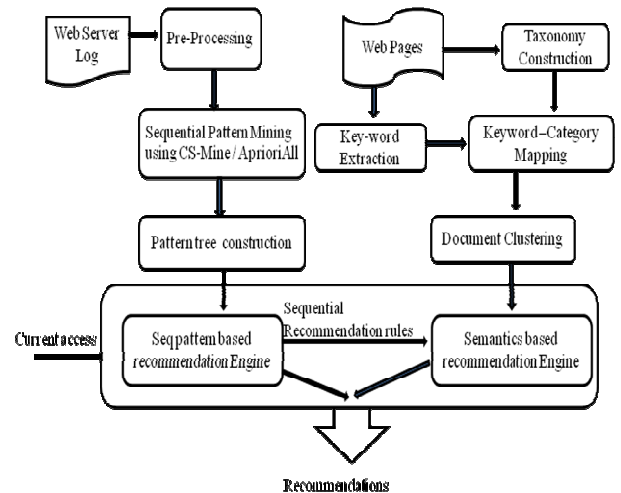 Web Server
Log
Pre-Processing
Web Pages
Taxonomy
Construction
Sequential Pattern Mining
using CS-Mine / AprioriAll
Key-word
Extraction
Keyword–Category
Mapping
Pattern tree construction
Document Clustering
Current access
Seq pattern based
recommendation Engine
Sequential
Recommendation rules
Semantics based
recommendation Engine
Recommendations